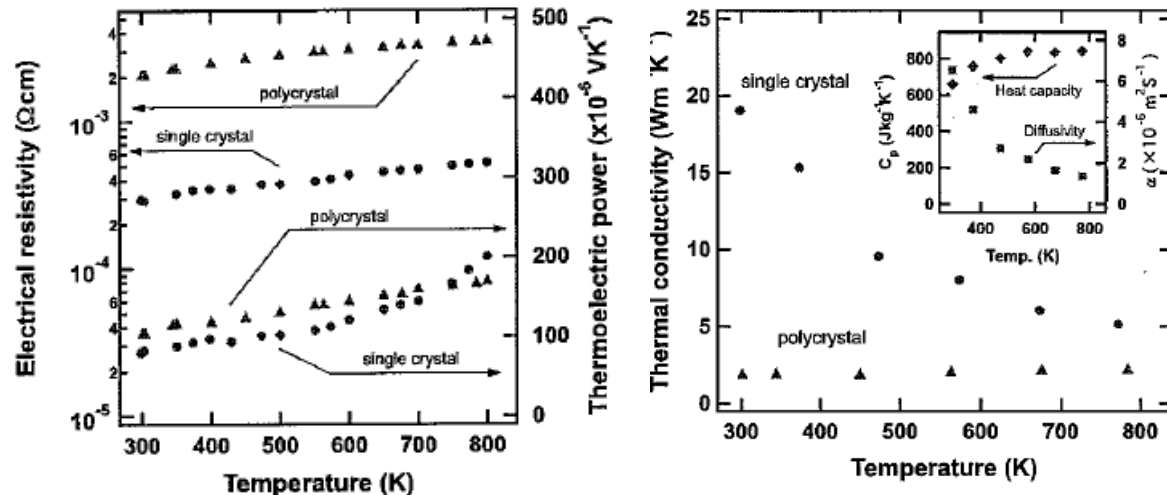 Electrical resistivity (Ωcm)
4
2
10⁻³
6
4
2
10⁻⁴
6
4
2
10⁻⁵
polycrystal
single crystal
polycrystal
single crystal
500
400
300
200
100
0
Thermoelectric power (x10⁻⁶ VK⁻¹)
300 400 500 600 700 800
Temperature (K)
Thermal conductivity (Wm⁻¹K⁻¹)
25
20
15
10
5
0
single crystal
polycrystal
300 400 500 600 700 800
Temperature (K)
Cₚ (Jkg⁻¹K⁻¹)
800
600
400
200
0
Heat capacity
Diffusivity
8
6
4
2
0
α (×10⁻⁶ m²S⁻¹)
400 600 800
Temp. (K)